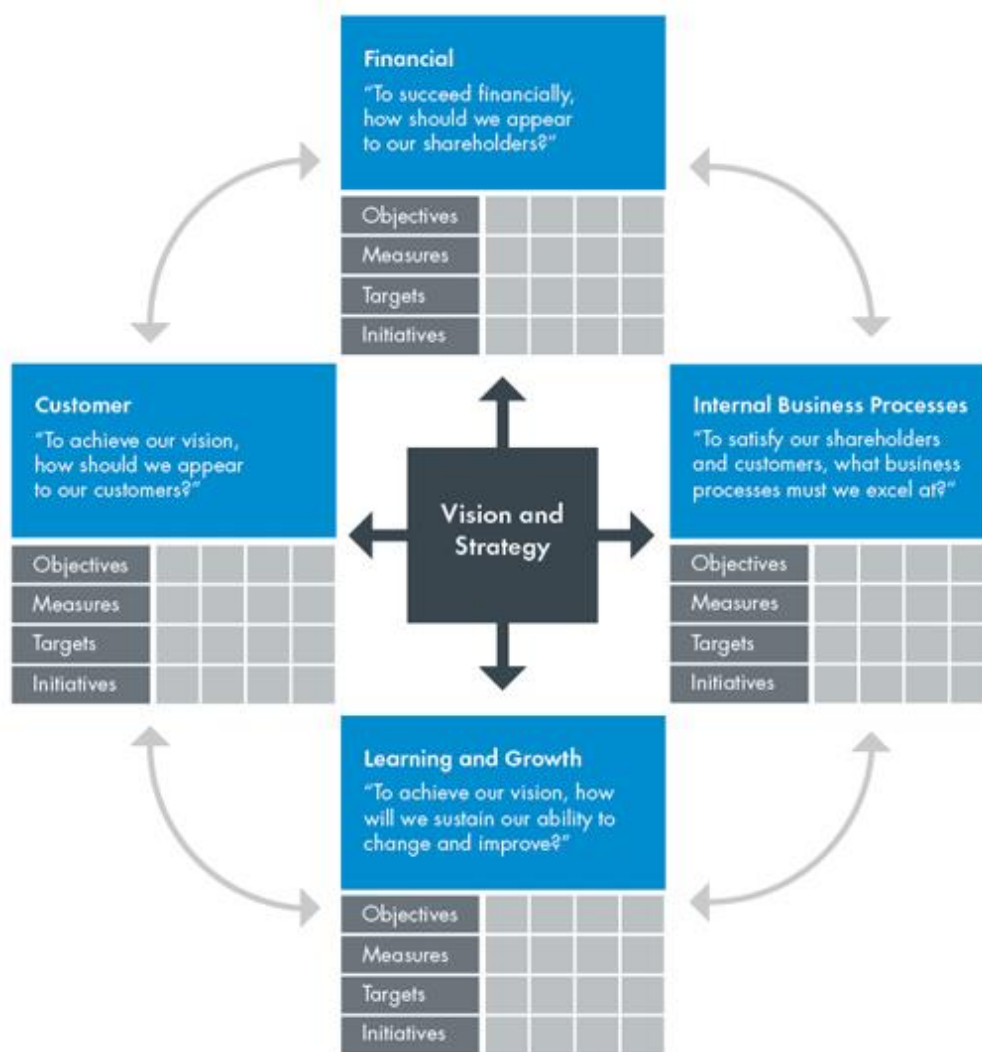 Financial
“To succeed financially,
how should we appear
to our shareholders?”
Objectives
Measures
Targets
Initiatives
Customer
“To achieve our vision,
how should we appear
to our customers?”
Objectives
Measures
Targets
Initiatives
Vision and
Strategy
Internal Business Processes
“To satisfy our shareholders
and customers, what business
processes must we excel at?”
Objectives
Measures
Targets
Initiatives
Learning and Growth
“To achieve our vision, how
will we sustain our ability to
change and improve?”
Objectives
Measures
Targets
Initiatives